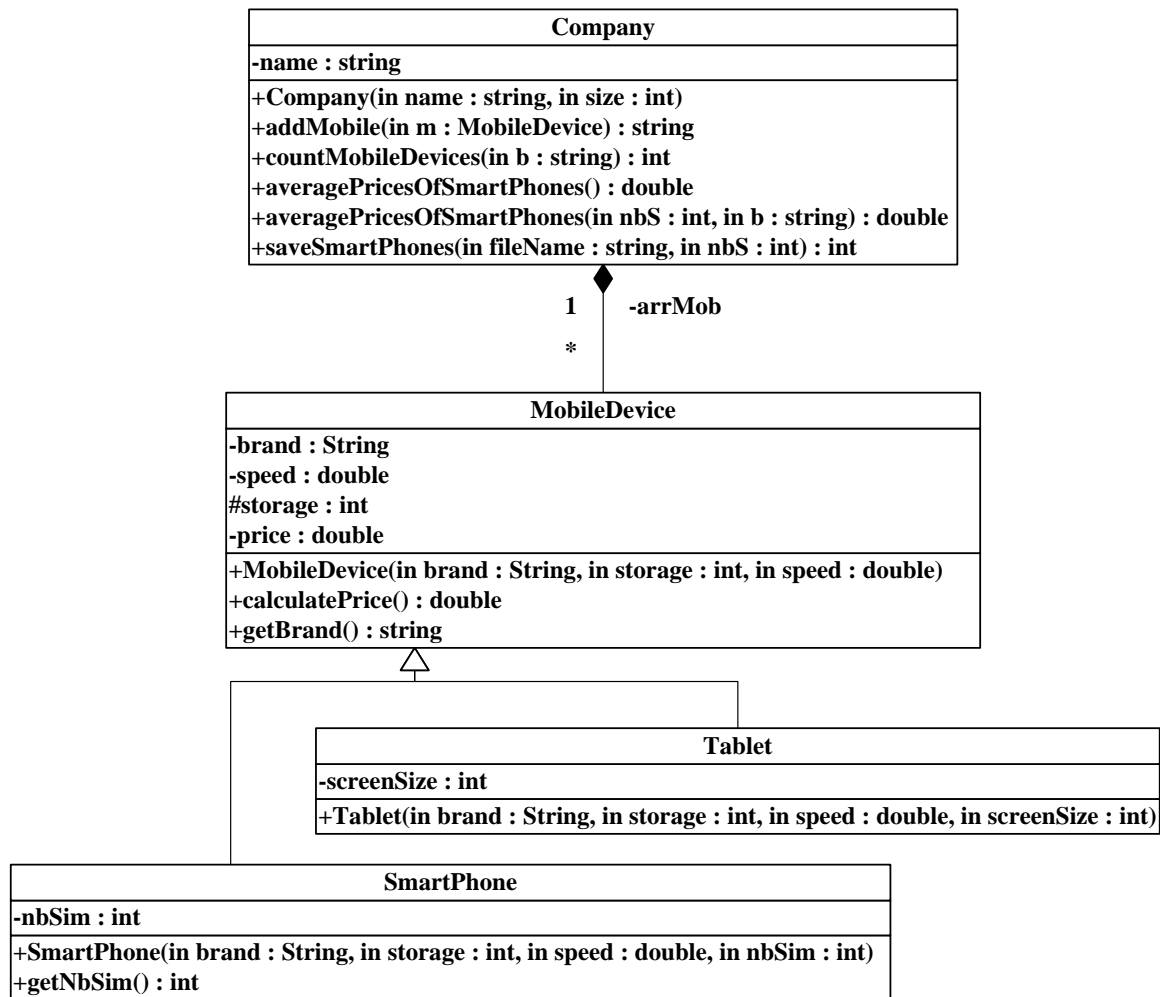 Company
-name : string
+Company(in name : string, in size : int)
+addMobile(in m : MobileDevice) : string
+countMobileDevices(in b : string) : int
+averagePricesOfSmartPhones() : double
+averagePricesOfSmartPhones(in nbS : int, in b : string) : double
+saveSmartPhones(in fileName : string, in nbS : int) : int
1 -arrMob
*
MobileDevice
-brand : String
-speed : double
#storage : int
-price : double
+MobileDevice(in brand : String, in storage : int, in speed : double)
+calculatePrice() : double
+getBrand() : string
Tablet
-screenSize : int
+Tablet(in brand : String, in storage : int, in speed : double, in screenSize : int)
SmartPhone
-nbSim : int
+SmartPhone(in brand : String, in storage : int, in speed : double, in nbSim : int)
+getNbSim() : int